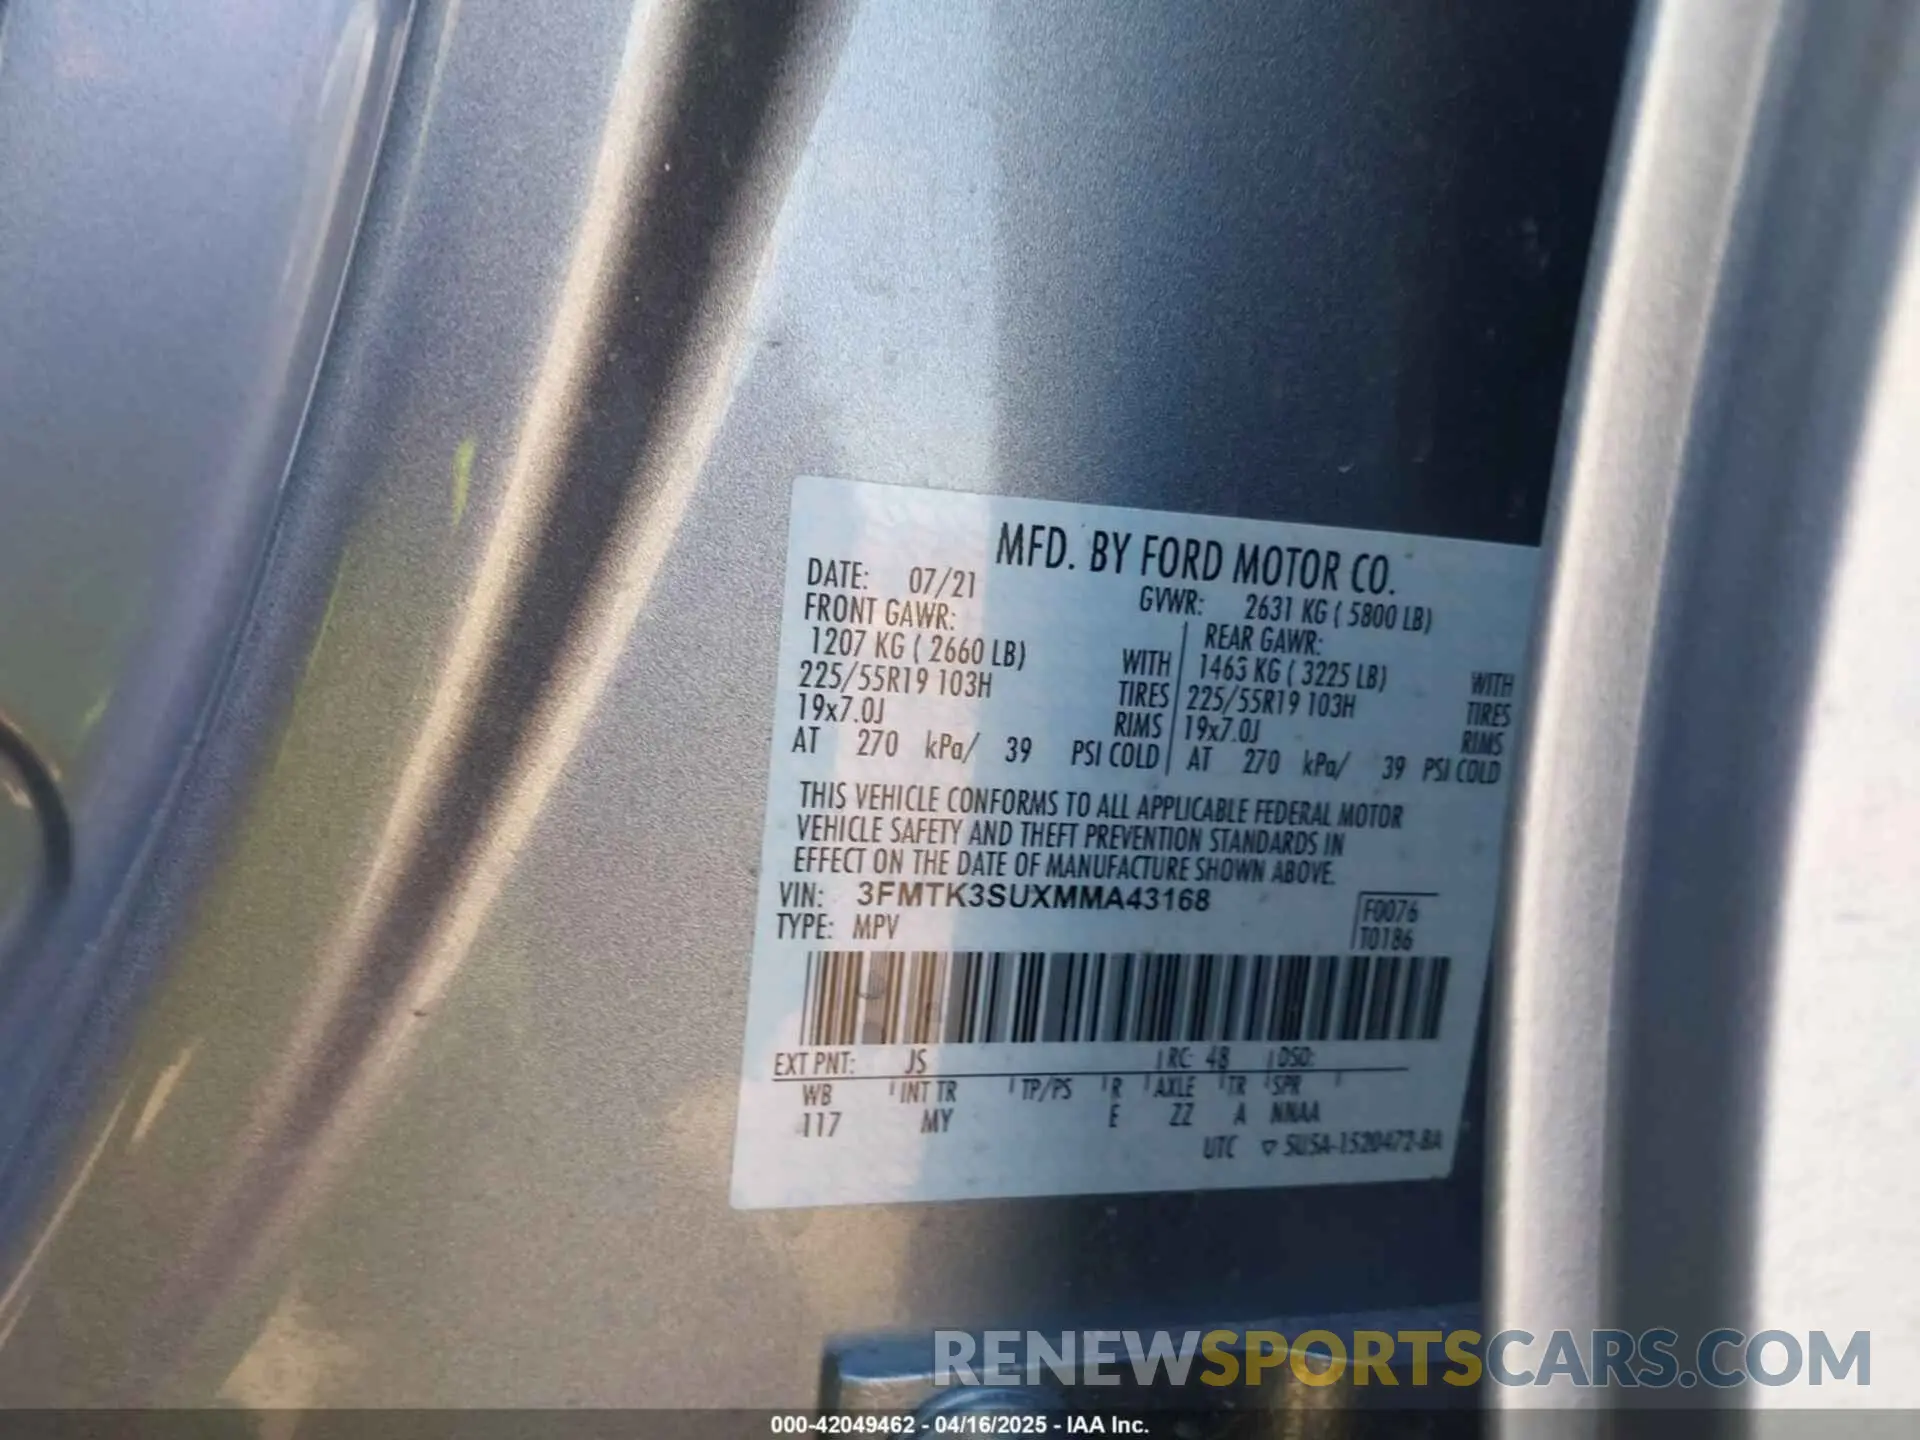 MFD. BY FORD MOTOR CO.
DATE: 07/21 GVWR: 2631 KG ( 5800 LB)
FRONT GAWR: REAR GAWR:
1207 KG ( 2660 LB) WITH 1463 KG ( 3225 LB) WITH
225/55R19 103H TIRES 225/55R19 103H TIRES
19x7.0J RIMS 19x7.0J RIMS
AT 270 kPa/ 39 PSI COLD AT 270 kPa/ 39 PSI COLD
THIS VEHICLE CONFORMS TO ALL APPLICABLE FEDERAL MOTOR
VEHICLE SAFETY AND THEFT PREVENTION STANDARDS IN
EFFECT ON THE DATE OF MANUFACTURE SHOWN ABOVE.
VIN: 3FMTK3SUXMMA43168 F0076
TYPE: MPV T0186
EXT PNT: JS RC: 48 DSO:
WB INT TR TP/PS R AXLE TR SPR
117 MY E ZZ A NNAA
UTC ▽ 5U5A-1520472-BA
RENEWSPORTSCARS.COM
000-42049462 - 04/16/2025 - IAA Inc.